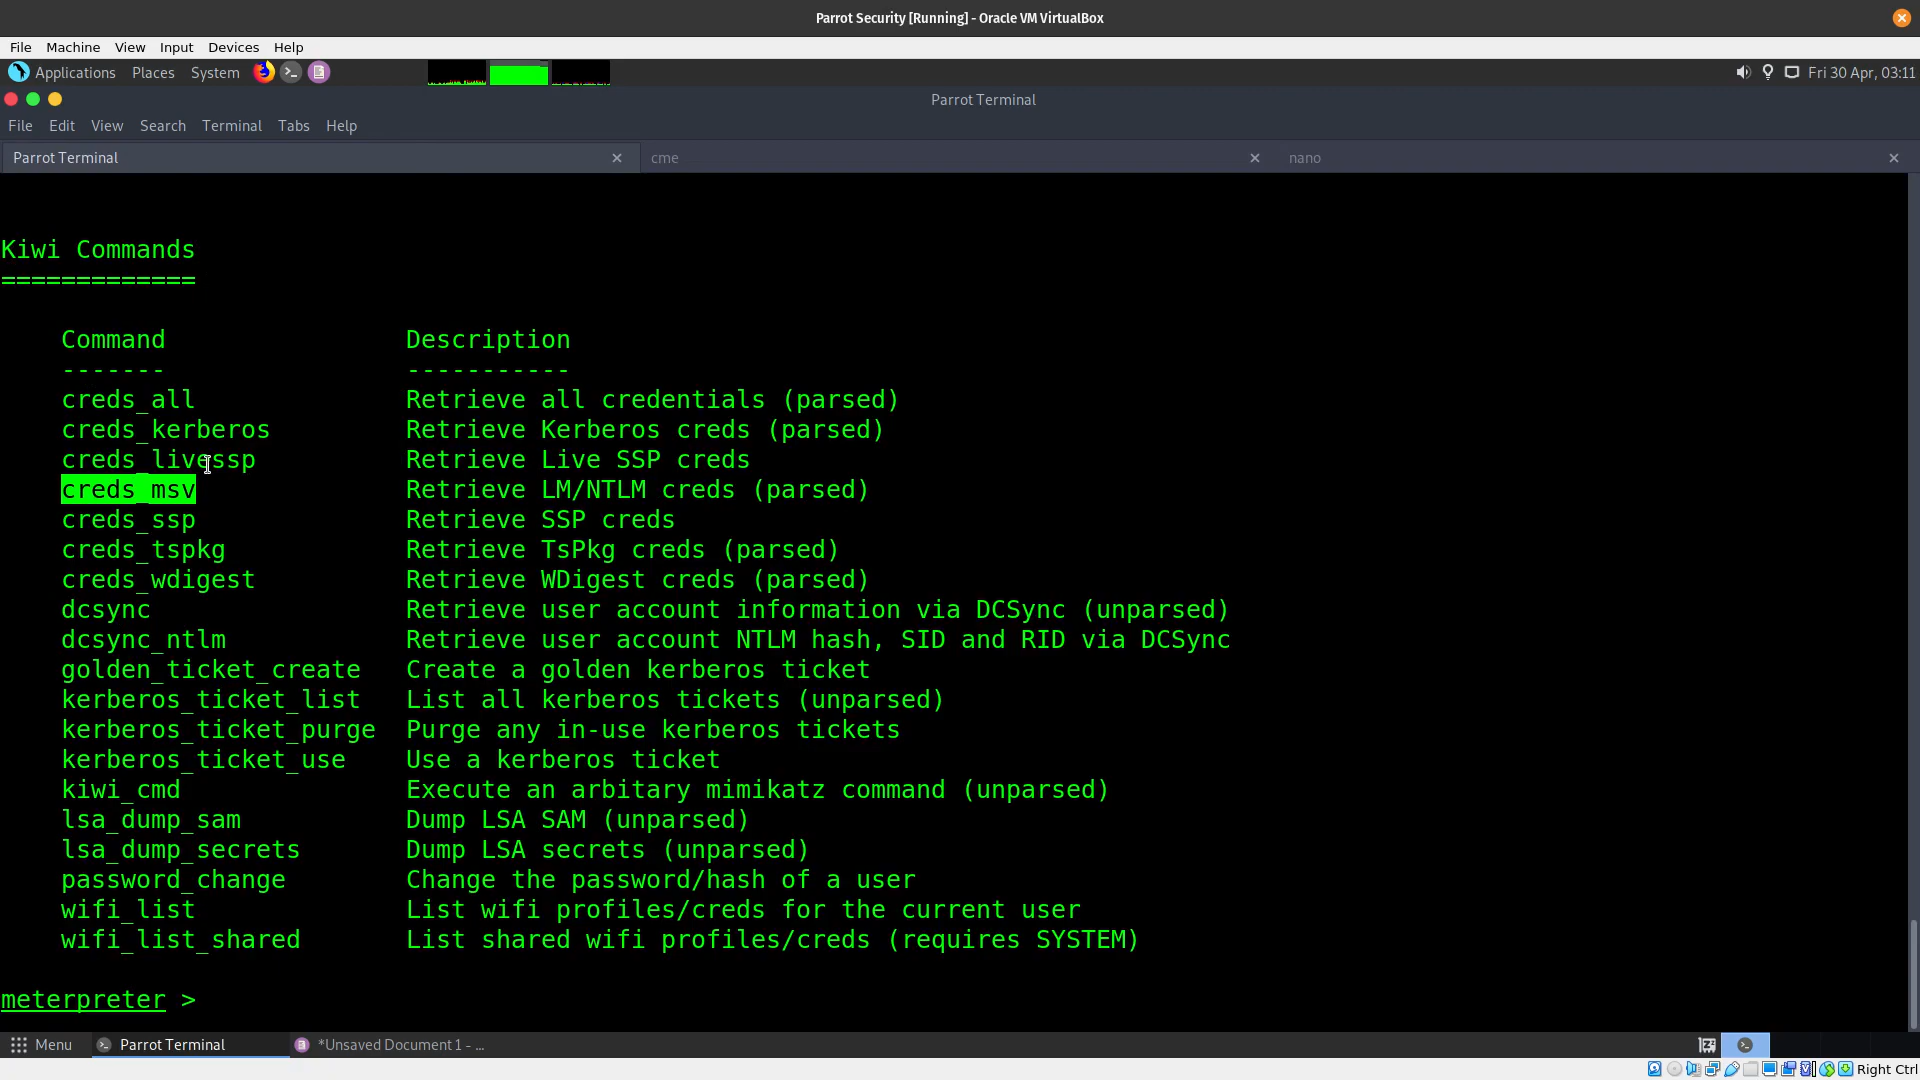 Parrot Security [Running] - Oracle VM VirtualBox
File Machine View Input Devices Help
Applications Places System Fri 30 Apr, 03:11
Parrot Terminal
File Edit View Search Terminal Tabs Help
Parrot Terminal cme nano
Kiwi Commands
=============
Command Description
------- -----------
creds_all Retrieve all credentials (parsed)
creds_kerberos Retrieve Kerberos creds (parsed)
creds_livessp Retrieve Live SSP creds
creds_msv Retrieve LM/NTLM creds (parsed)
creds_ssp Retrieve SSP creds
creds_tspkg Retrieve TsPkg creds (parsed)
creds_wdigest Retrieve WDigest creds (parsed)
dcsync Retrieve user account information via DCSync (unparsed)
dcsync_ntlm Retrieve user account NTLM hash, SID and RID via DCSync
golden_ticket_create Create a golden kerberos ticket
kerberos_ticket_list List all kerberos tickets (unparsed)
kerberos_ticket_purge Purge any in-use kerberos tickets
kerberos_ticket_use Use a kerberos ticket
kiwi_cmd Execute an arbitary mimikatz command (unparsed)
lsa_dump_sam Dump LSA SAM (unparsed)
lsa_dump_secrets Dump LSA secrets (unparsed)
password_change Change the password/hash of a user
wifi_list List wifi profiles/creds for the current user
wifi_list_shared List shared wifi profiles/creds (requires SYSTEM)
meterpreter >
Menu Parrot Terminal *Unsaved Document 1 - ...
Right Ctrl